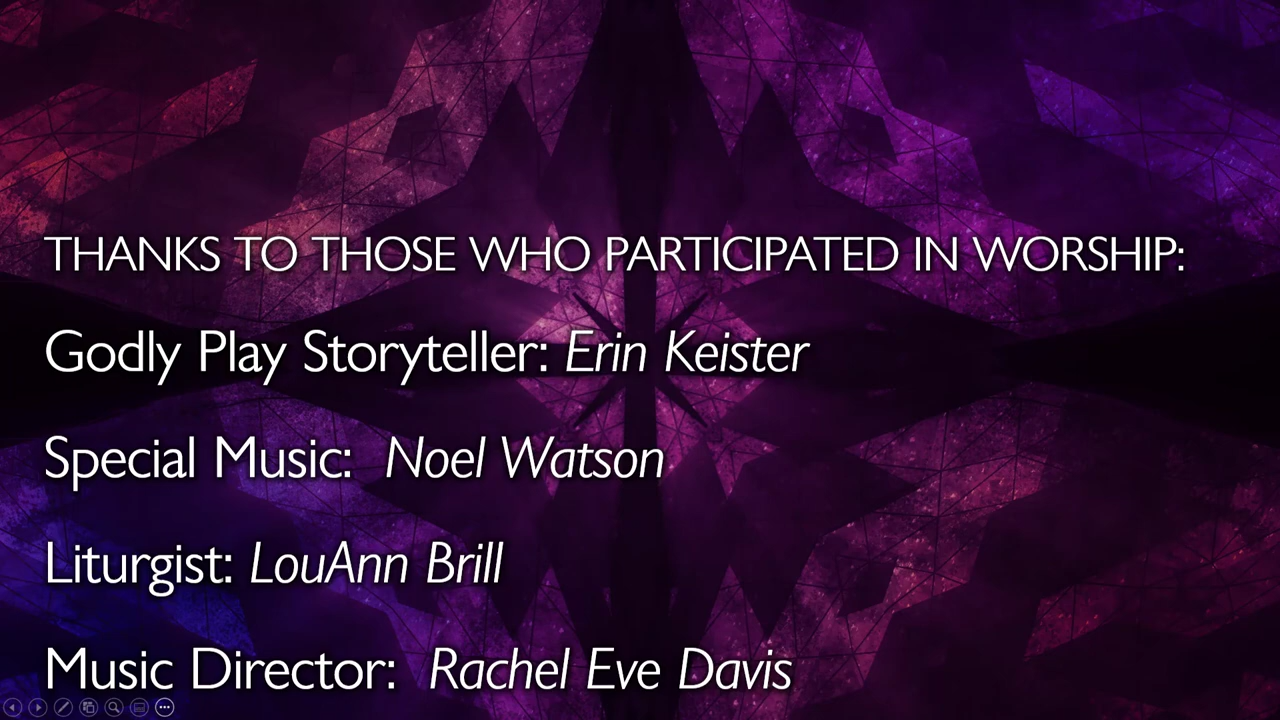 THANKS TO THOSE WHO PARTICIPATED IN WORSHIP:
Godly Play Storyteller: Erin Keister
Special Music: Noel Watson
Liturgist: LouAnn Brill
Music Director: Rachel Eve Davis